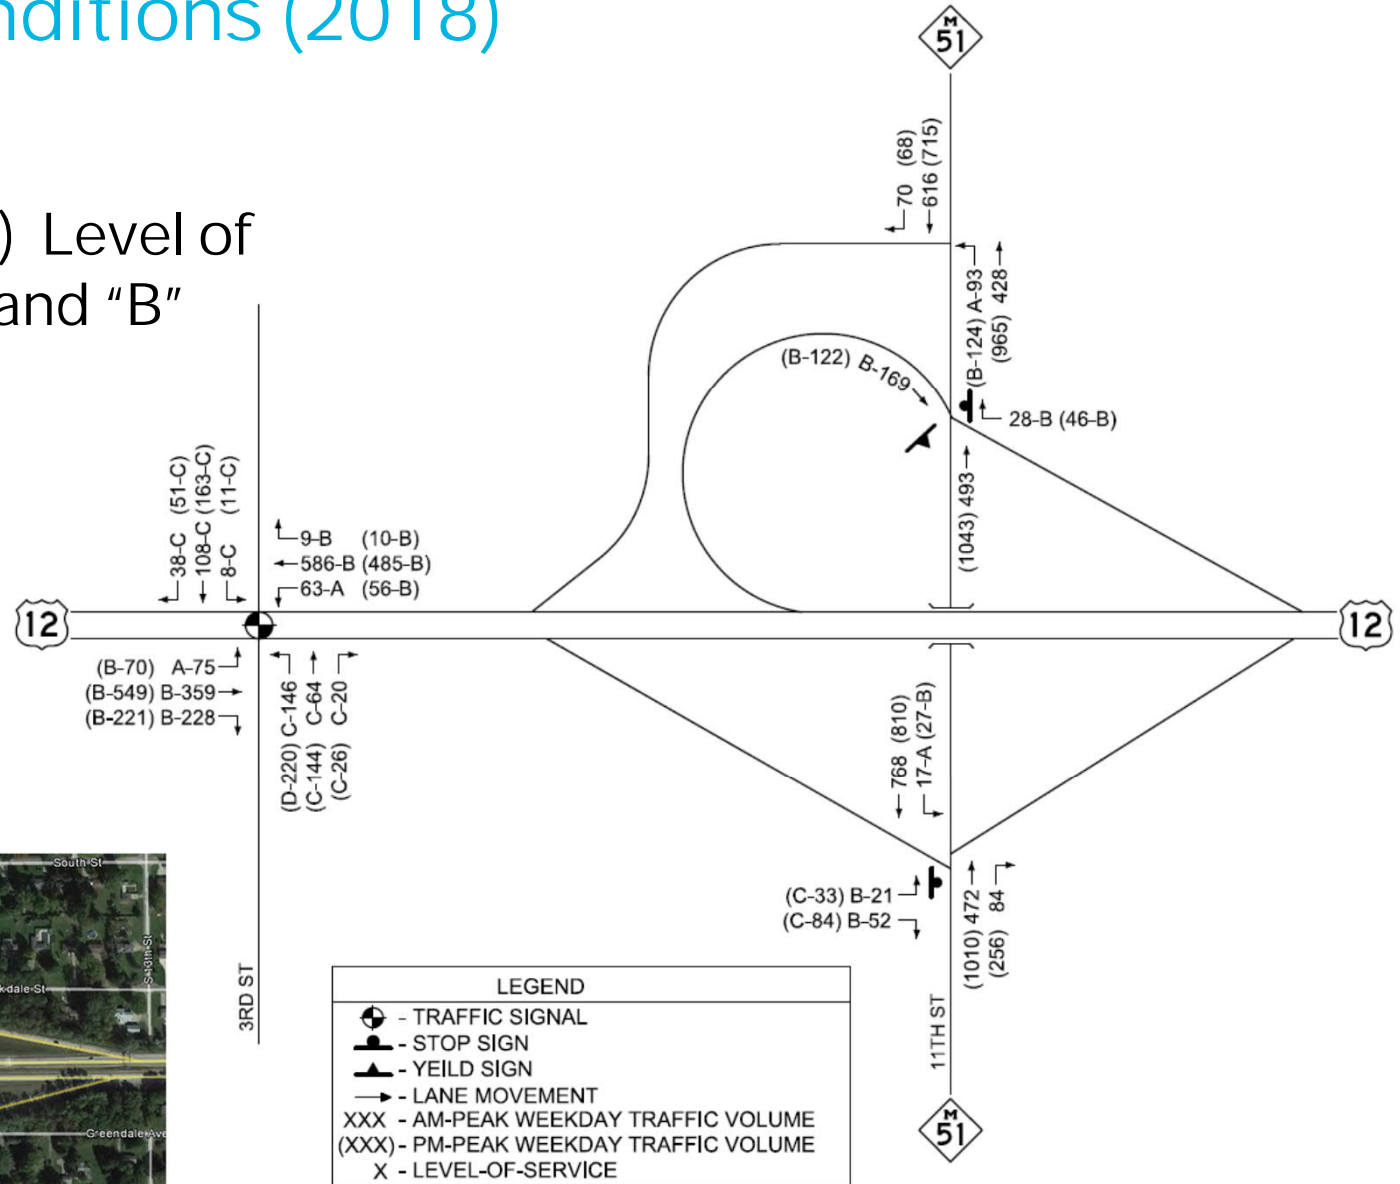 nditions (2018)
) Level of
and “B”
M
51
70 (68)
616 (715)
(B-124) A-93
(965) 428
(B-122) B-169
28-B (46-B)
(1043) 493
38-C (51-C)
108-C (163-C)
8-C (11-C)
9-B (10-B)
586-B (485-B)
63-A (56-B)
12
12
(B-70) A-75
(B-549) B-359
(B-221) B-228
(D-220) C-146
(C-144) C-64
(C-26) C-20
768 (810)
17-A (27-B)
(C-33) B-21
(C-84) B-52
(1010) 472
(256) 84
3RD ST
11TH ST
M
51
South St
S 13th St
kdale St
Greendale Ave
LEGEND
- TRAFFIC SIGNAL
- STOP SIGN
- YEILD SIGN
- LANE MOVEMENT
XXX - AM-PEAK WEEKDAY TRAFFIC VOLUME
(XXX) - PM-PEAK WEEKDAY TRAFFIC VOLUME
X - LEVEL-OF-SERVICE